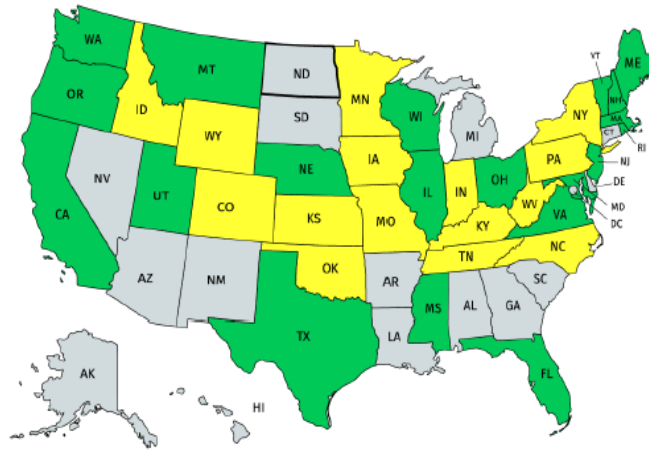 WA
MT
ND
MN
VT
ME
OR
ID
SD
WI
MI
NY
NH
MA
CT
RI
WY
IA
PA
NJ
NV
UT
NE
IL
IN
OH
DE
MD
DC
CA
CO
KS
MO
WV
VA
KY
NC
AZ
NM
OK
AR
TN
SC
TX
MS
AL
GA
LA
AK
HI
FL